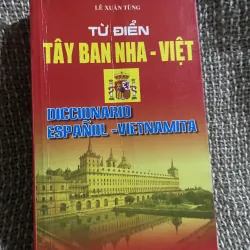 LÊ XUÂN TÙNG
TỪ ĐIỂN
TÂY BAN NHA - VIỆT
DICCIONARIO
ESPAÑOL -VIETNAMITA